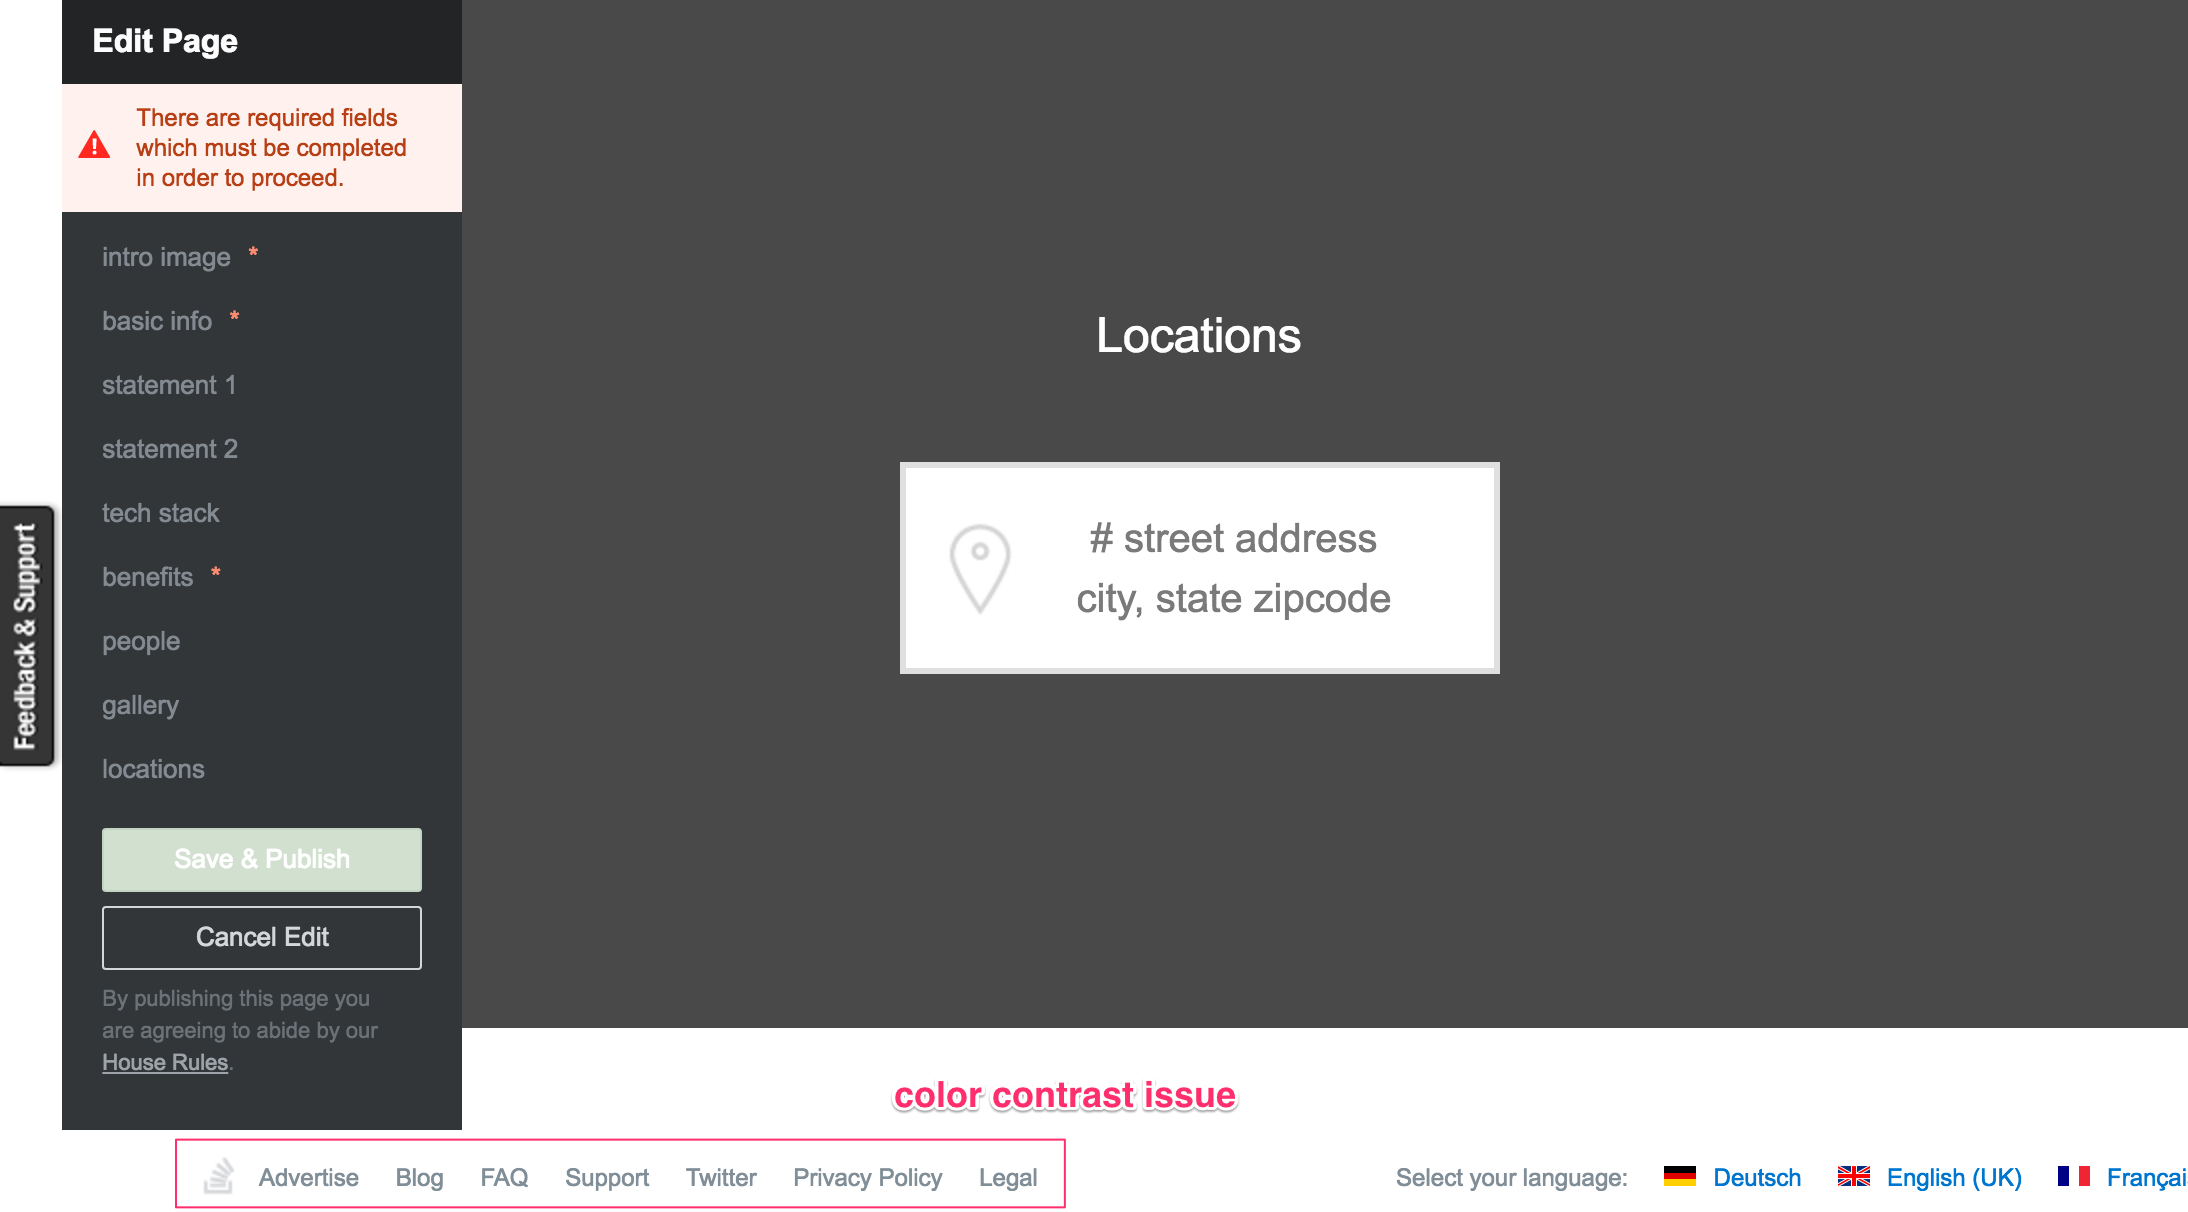 Edit Page
There are required fields
which must be completed
in order to proceed.
intro image *
basic info *
statement 1
statement 2
tech stack
benefits *
people
gallery
locations
Save & Publish
Cancel Edit
By publishing this page you
are agreeing to abide by our
House Rules.
Feedback & Support
Locations
# street address
city, state zipcode
color contrast issue
Advertise Blog FAQ Support Twitter Privacy Policy Legal
Select your language: Deutsch English (UK) Françai